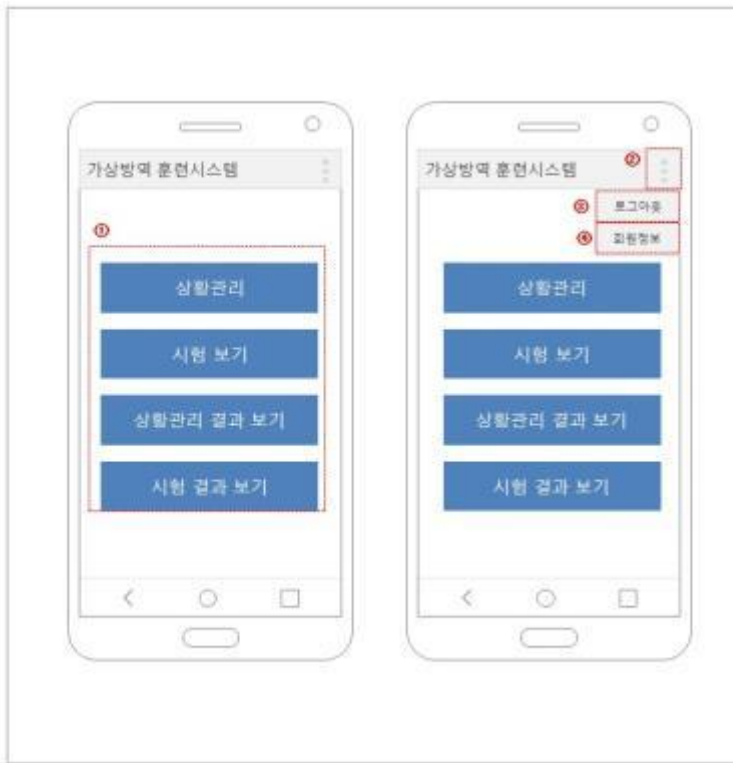 가상방역 훈련시스템
①
상황관리
시험 보기
상황관리 결과 보기
시험 결과 보기
가상방역 훈련시스템
②
③ 로그아웃
④ 회원정보
상황관리
시험 보기
상황관리 결과 보기
시험 결과 보기